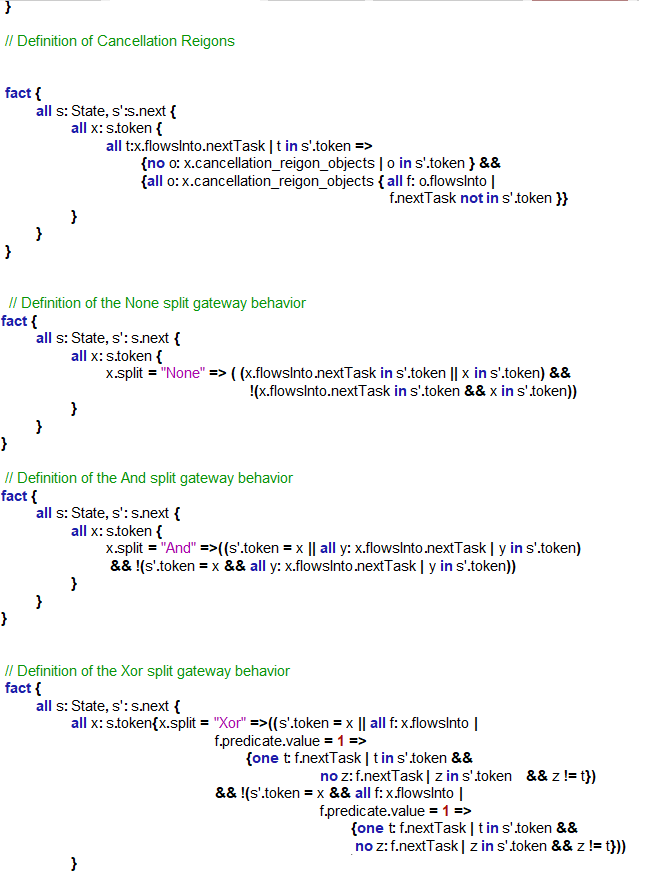 }
// Definition of Cancellation Reigons
fact {
all s: State, s':s.next {
all x: s.token {
all t:x.flowsInto.nextTask | t in s'.token =>
{no o: x.cancellation_reigon_objects | o in s'.token } &&
{all o: x.cancellation_reigon_objects { all f: o.flowsInto |
f.nextTask not in s'.token }}
}
}
}
// Definition of the None split gateway behavior
fact {
all s: State, s': s.next {
all x: s.token {
x.split = "None" => ( (x.flowsInto.nextTask in s'.token || x in s'.token) &&
!(x.flowsInto.nextTask in s'.token && x in s'.token))
}
}
}
// Definition of the And split gateway behavior
fact {
all s: State, s': s.next {
all x: s.token {
x.split = "And" =>((s'.token = x || all y: x.flowsInto.nextTask | y in s'.token)
&& !(s'.token = x && all y: x.flowsInto.nextTask | y in s'.token))
}
}
}
// Definition of the Xor split gateway behavior
fact {
all s: State, s': s.next {
all x: s.token{x.split = "Xor" =>((s'.token = x || all f: x.flowsInto |
f.predicate.value = 1 =>
{one t: f.nextTask | t in s'.token &&
no z: f.nextTask | z in s'.token && z != t})
&& !(s'.token = x && all f: x.flowsInto |
f.predicate.value = 1 =>
{one t: f.nextTask | t in s'.token &&
no z: f.nextTask | z in s'.token && z != t}))
}